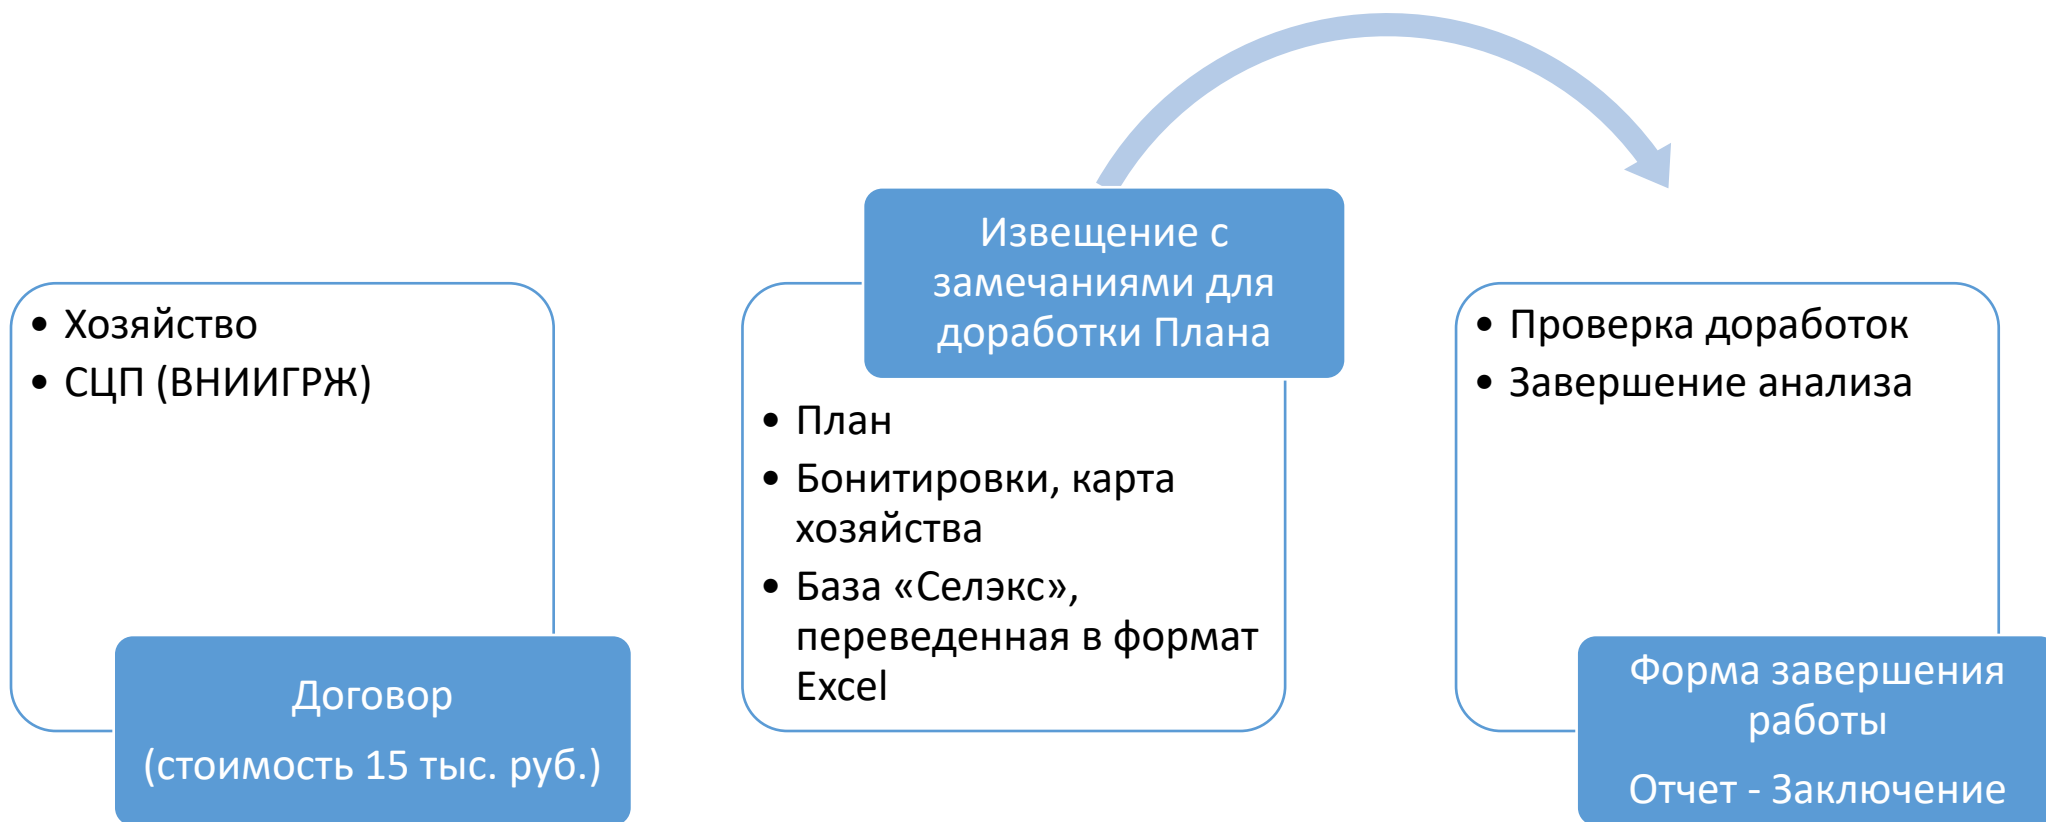 • Хозяйство
• СЦП (ВНИИГРЖ)
Договор
(стоимость 15 тыс. руб.)
Извещение с
замечаниями для
доработки Плана
• План
• Бонитировки, карта
хозяйства
• База «Селэкс»,
переведенная в формат
Excel
• Проверка доработок
• Завершение анализа
Форма завершения
работы
Отчет - Заключение